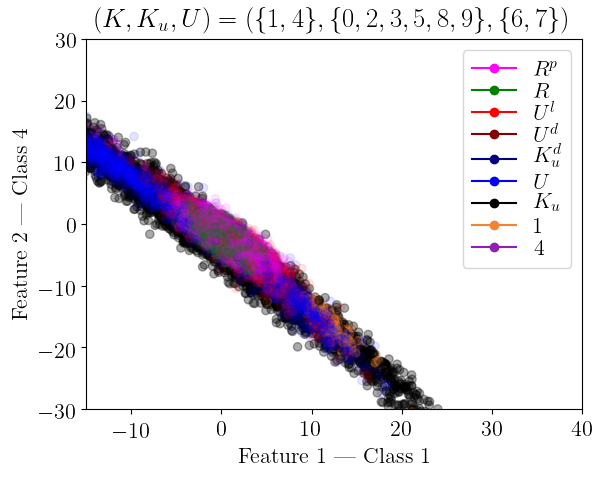 (K, K_u, U) = ({1, 4}, {0, 2, 3, 5, 8, 9}, {6, 7})
30
20
10
0
−10
−20
−30
Feature 2 — Class 4
R^p
R
U^l
U^d
K_u^d
U
K_u
1
4
−10
0
10
20
30
40
Feature 1 — Class 1